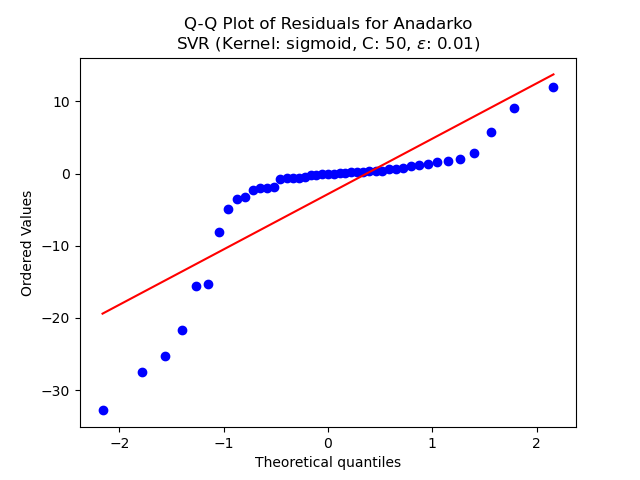 Q-Q Plot of Residuals for Anadarko
SVR (Kernel: sigmoid, C: 50, ε: 0.01)
10
0
−10
−20
−30
Ordered Values
−2
−1
0
1
2
Theoretical quantiles